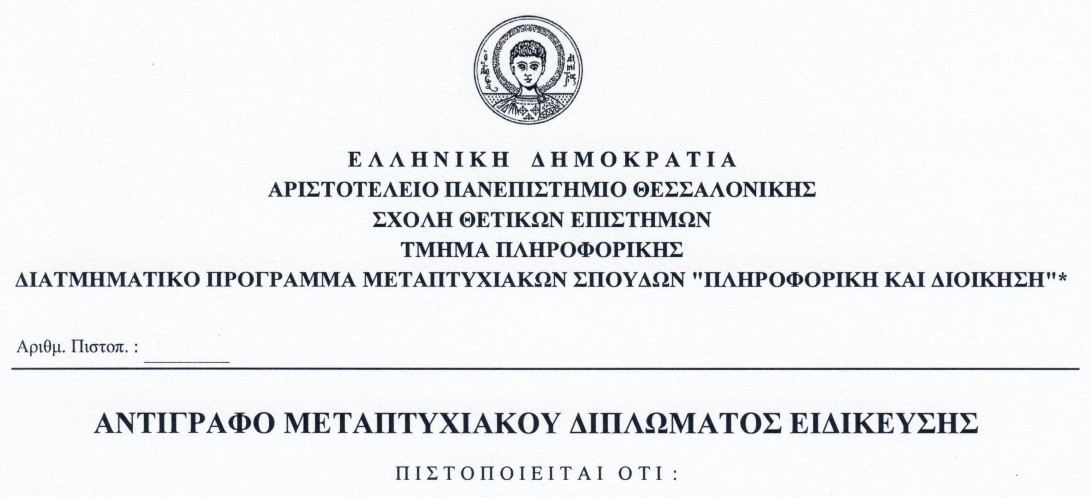 ΕΛΛΗΝΙΚΗ ΔΗΜΟΚΡΑΤΙΑ
ΑΡΙΣΤΟΤΕΛΕΙΟ ΠΑΝΕΠΙΣΤΗΜΙΟ ΘΕΣΣΑΛΟΝΙΚΗΣ
ΣΧΟΛΗ ΘΕΤΙΚΩΝ ΕΠΙΣΤΗΜΩΝ
ΤΜΗΜΑ ΠΛΗΡΟΦΟΡΙΚΗΣ
ΔΙΑΤΜΗΜΑΤΙΚΟ ΠΡΟΓΡΑΜΜΑ ΜΕΤΑΠΤΥΧΙΑΚΩΝ ΣΠΟΥΔΩΝ "ΠΛΗΡΟΦΟΡΙΚΗ ΚΑΙ ΔΙΟΙΚΗΣΗ"*
Αριθμ. Πιστοπ. :
ΑΝΤΙΓΡΑΦΟ ΜΕΤΑΠΤΥΧΙΑΚΟΥ ΔΙΠΛΩΜΑΤΟΣ ΕΙΔΙΚΕΥΣΗΣ
ΠΙΣΤΟΠΟΙΕΙΤΑΙ ΟΤΙ :